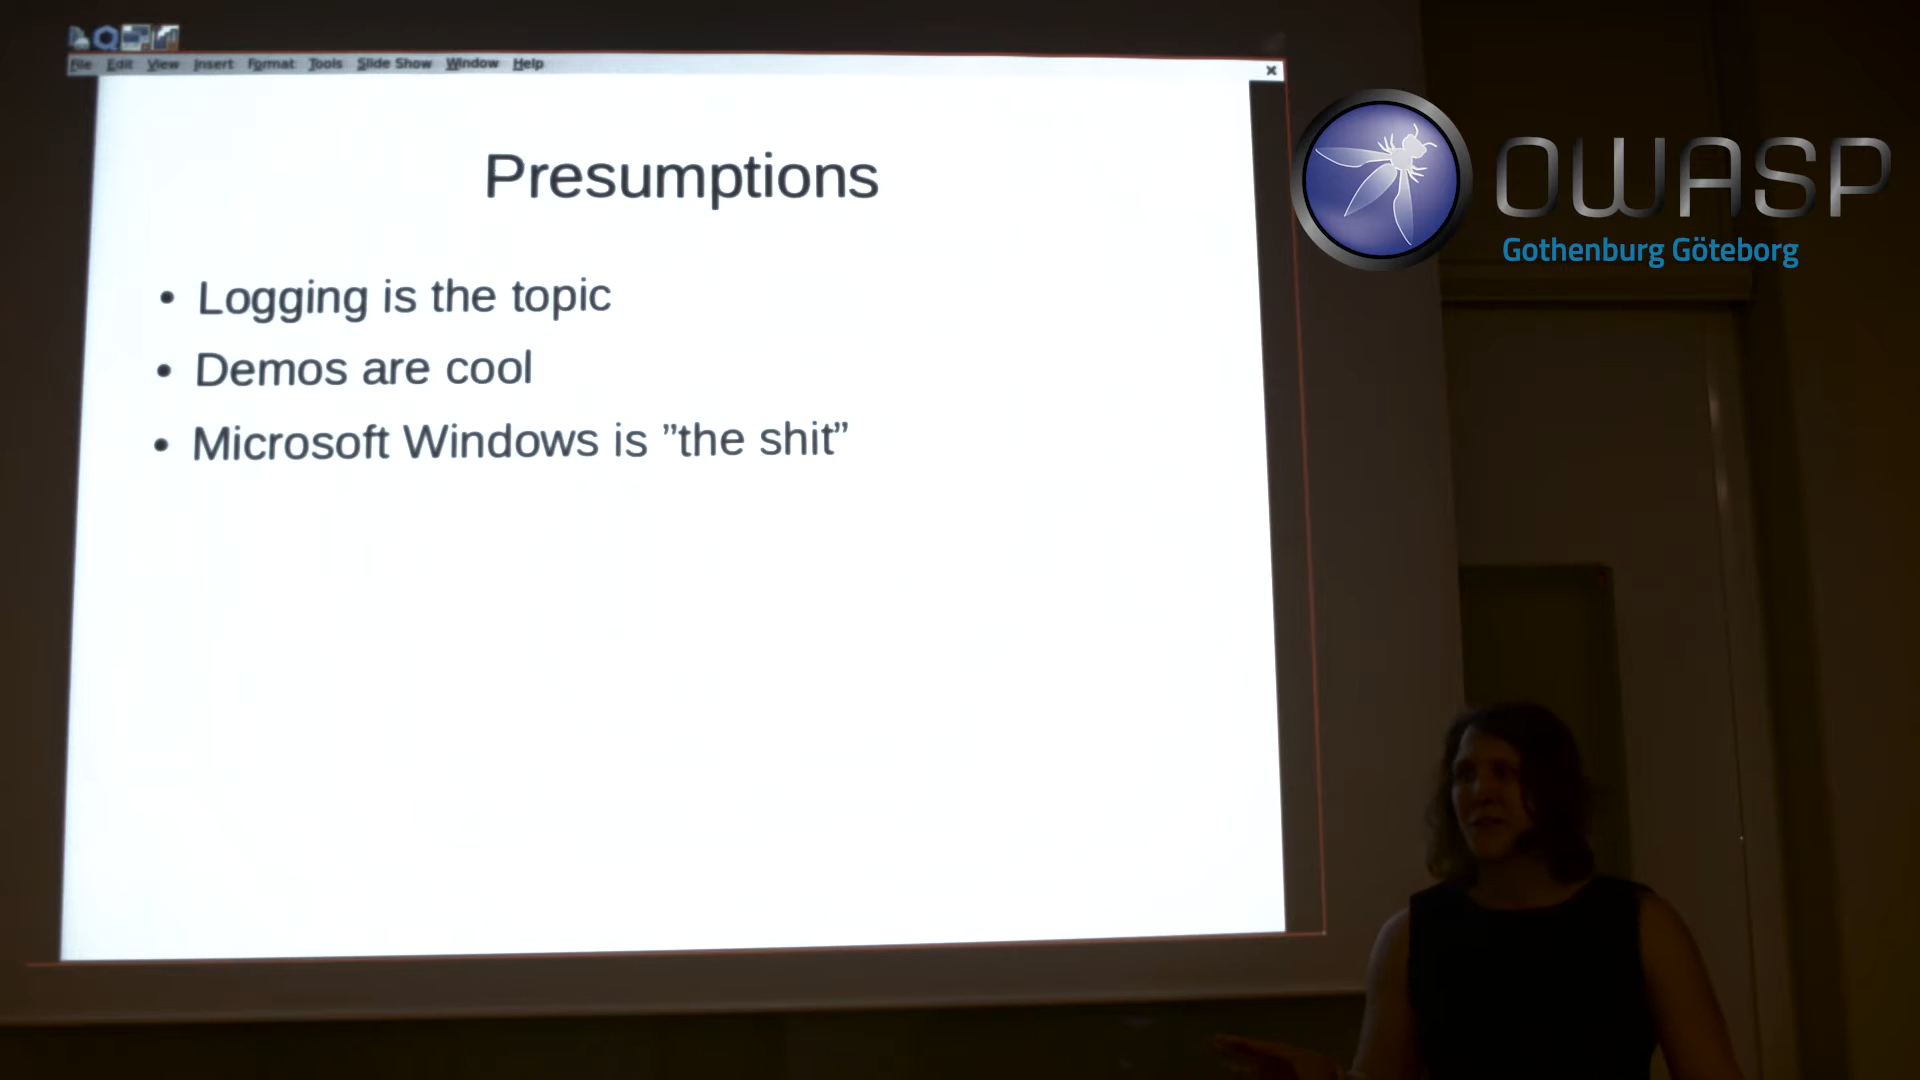 File Edit View Insert Format Tools Slide Show Window Help
Presumptions
• Logging is the topic
• Demos are cool
• Microsoft Windows is ”the shit”
OWASP
Gothenburg Göteborg